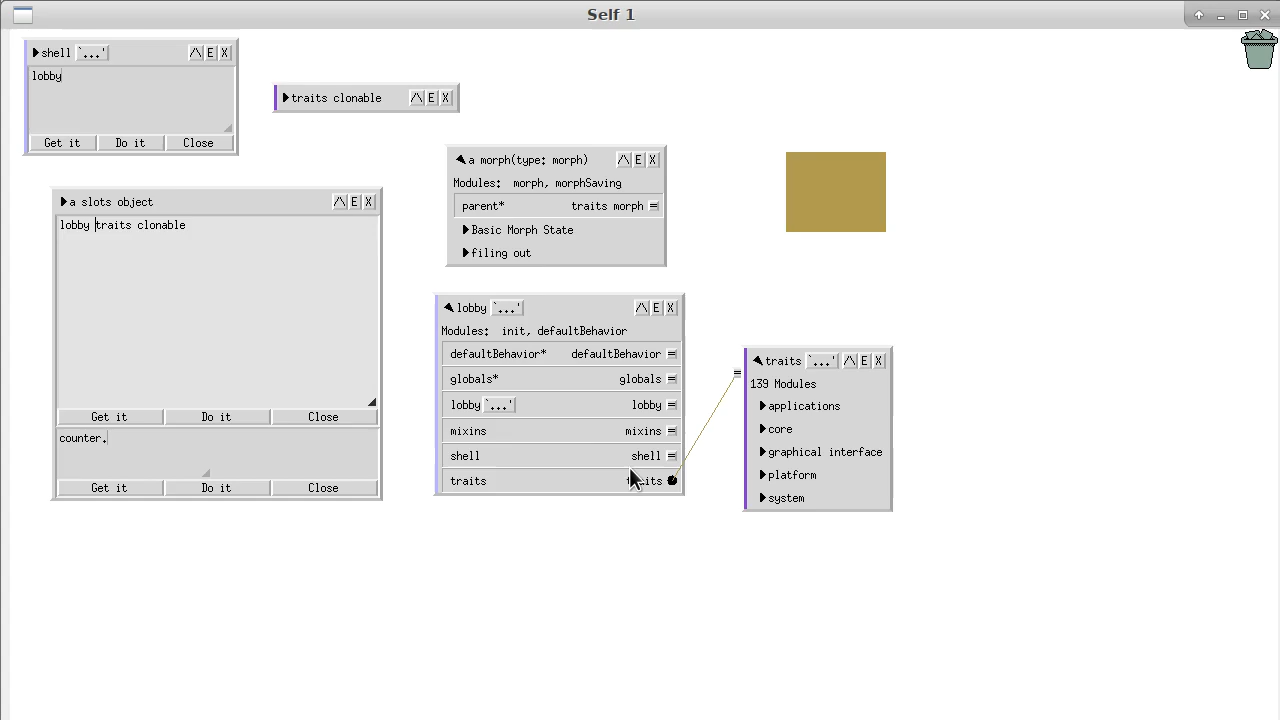 Self 1
shell `...' /\ E X
lobby
Get it Do it Close
traits clonable /\ E X
a morph(type: morph) /\ E X
Modules: morph, morphSaving
parent* traits morph =
Basic Morph State
filing out
a slots object /\ E X
lobby traits clonable
Get it Do it Close
counter.
Get it Do it Close
lobby `...' /\ E X
Modules: init, defaultBehavior
defaultBehavior* defaultBehavior =
globals* globals =
lobby `...' lobby =
mixins mixins =
shell shell =
traits traits
traits `...' /\ E X
139 Modules
applications
core
graphical interface
platform
system